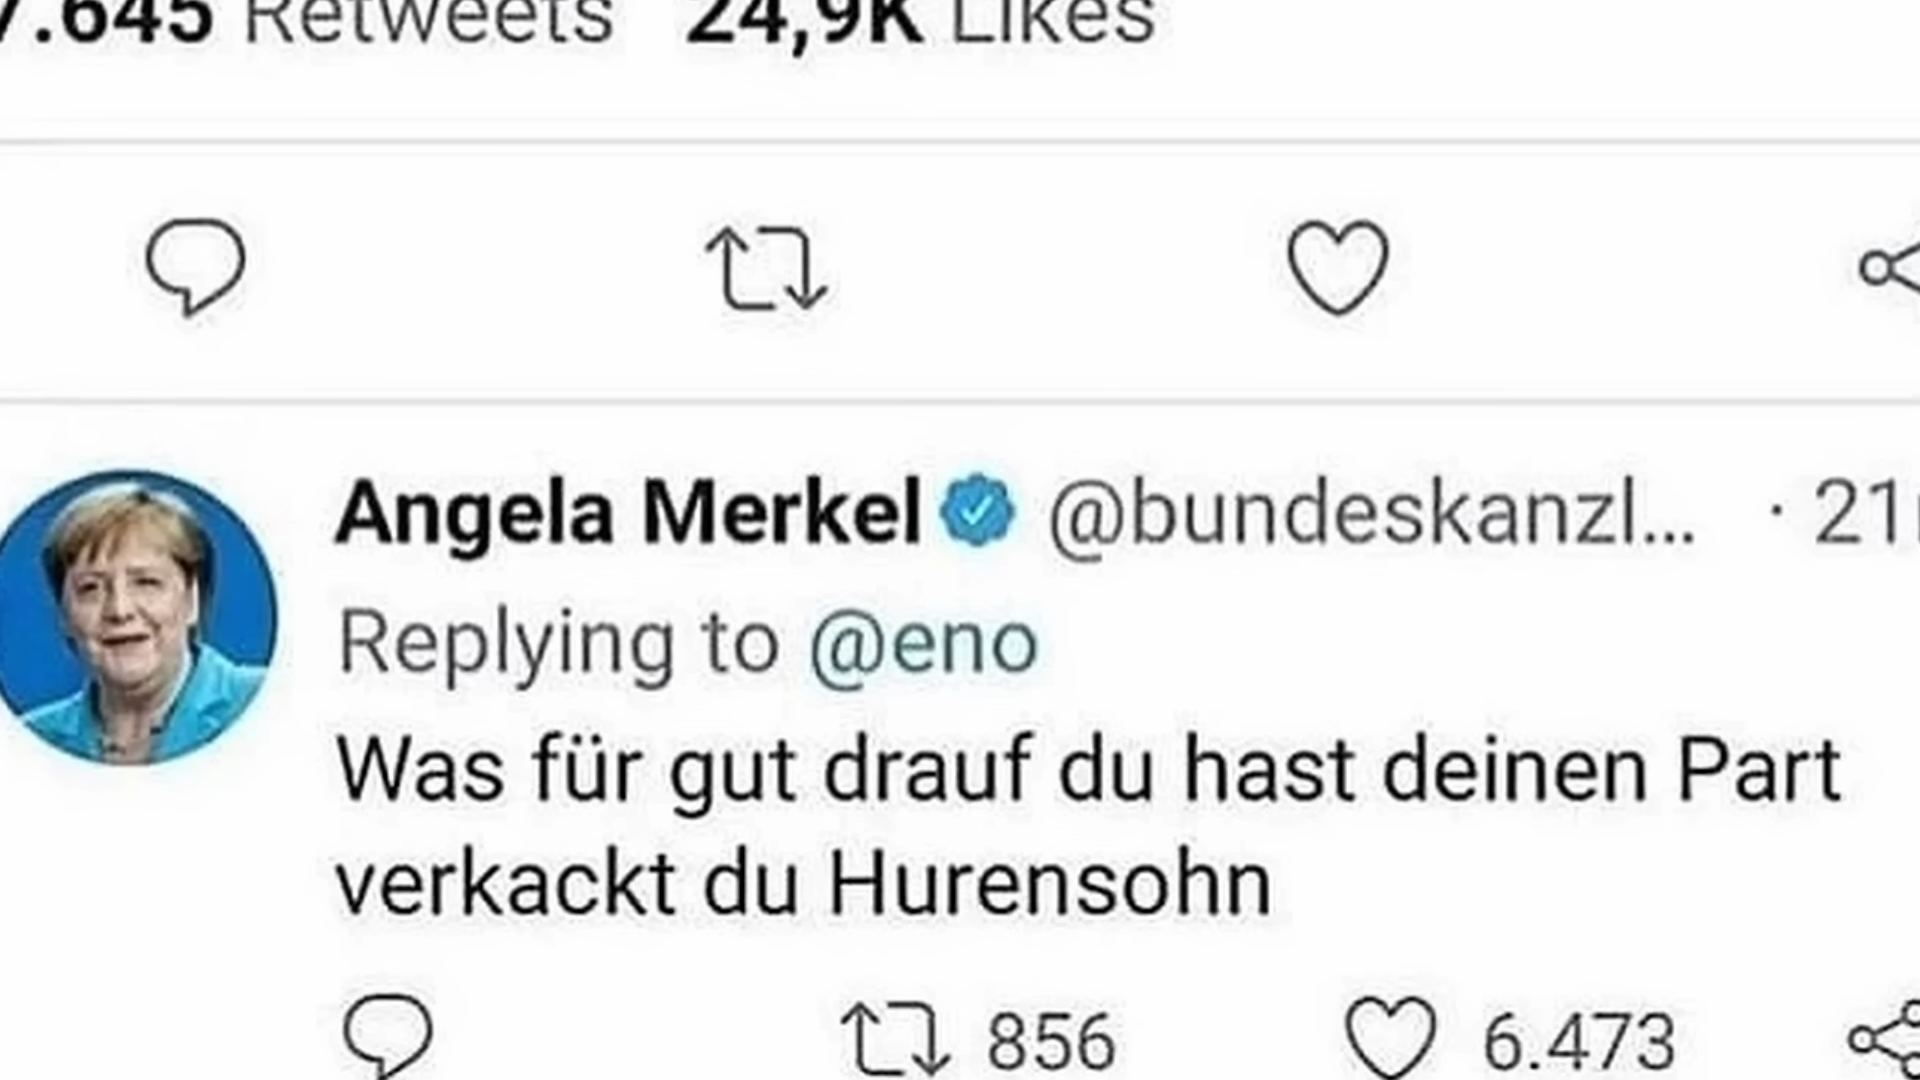 7.645 Retweets 24,9K Likes
Angela Merkel @bundeskanzl... · 21
Replying to @eno
Was für gut drauf du hast deinen Part
verkackt du Hurensohn
856 6.473